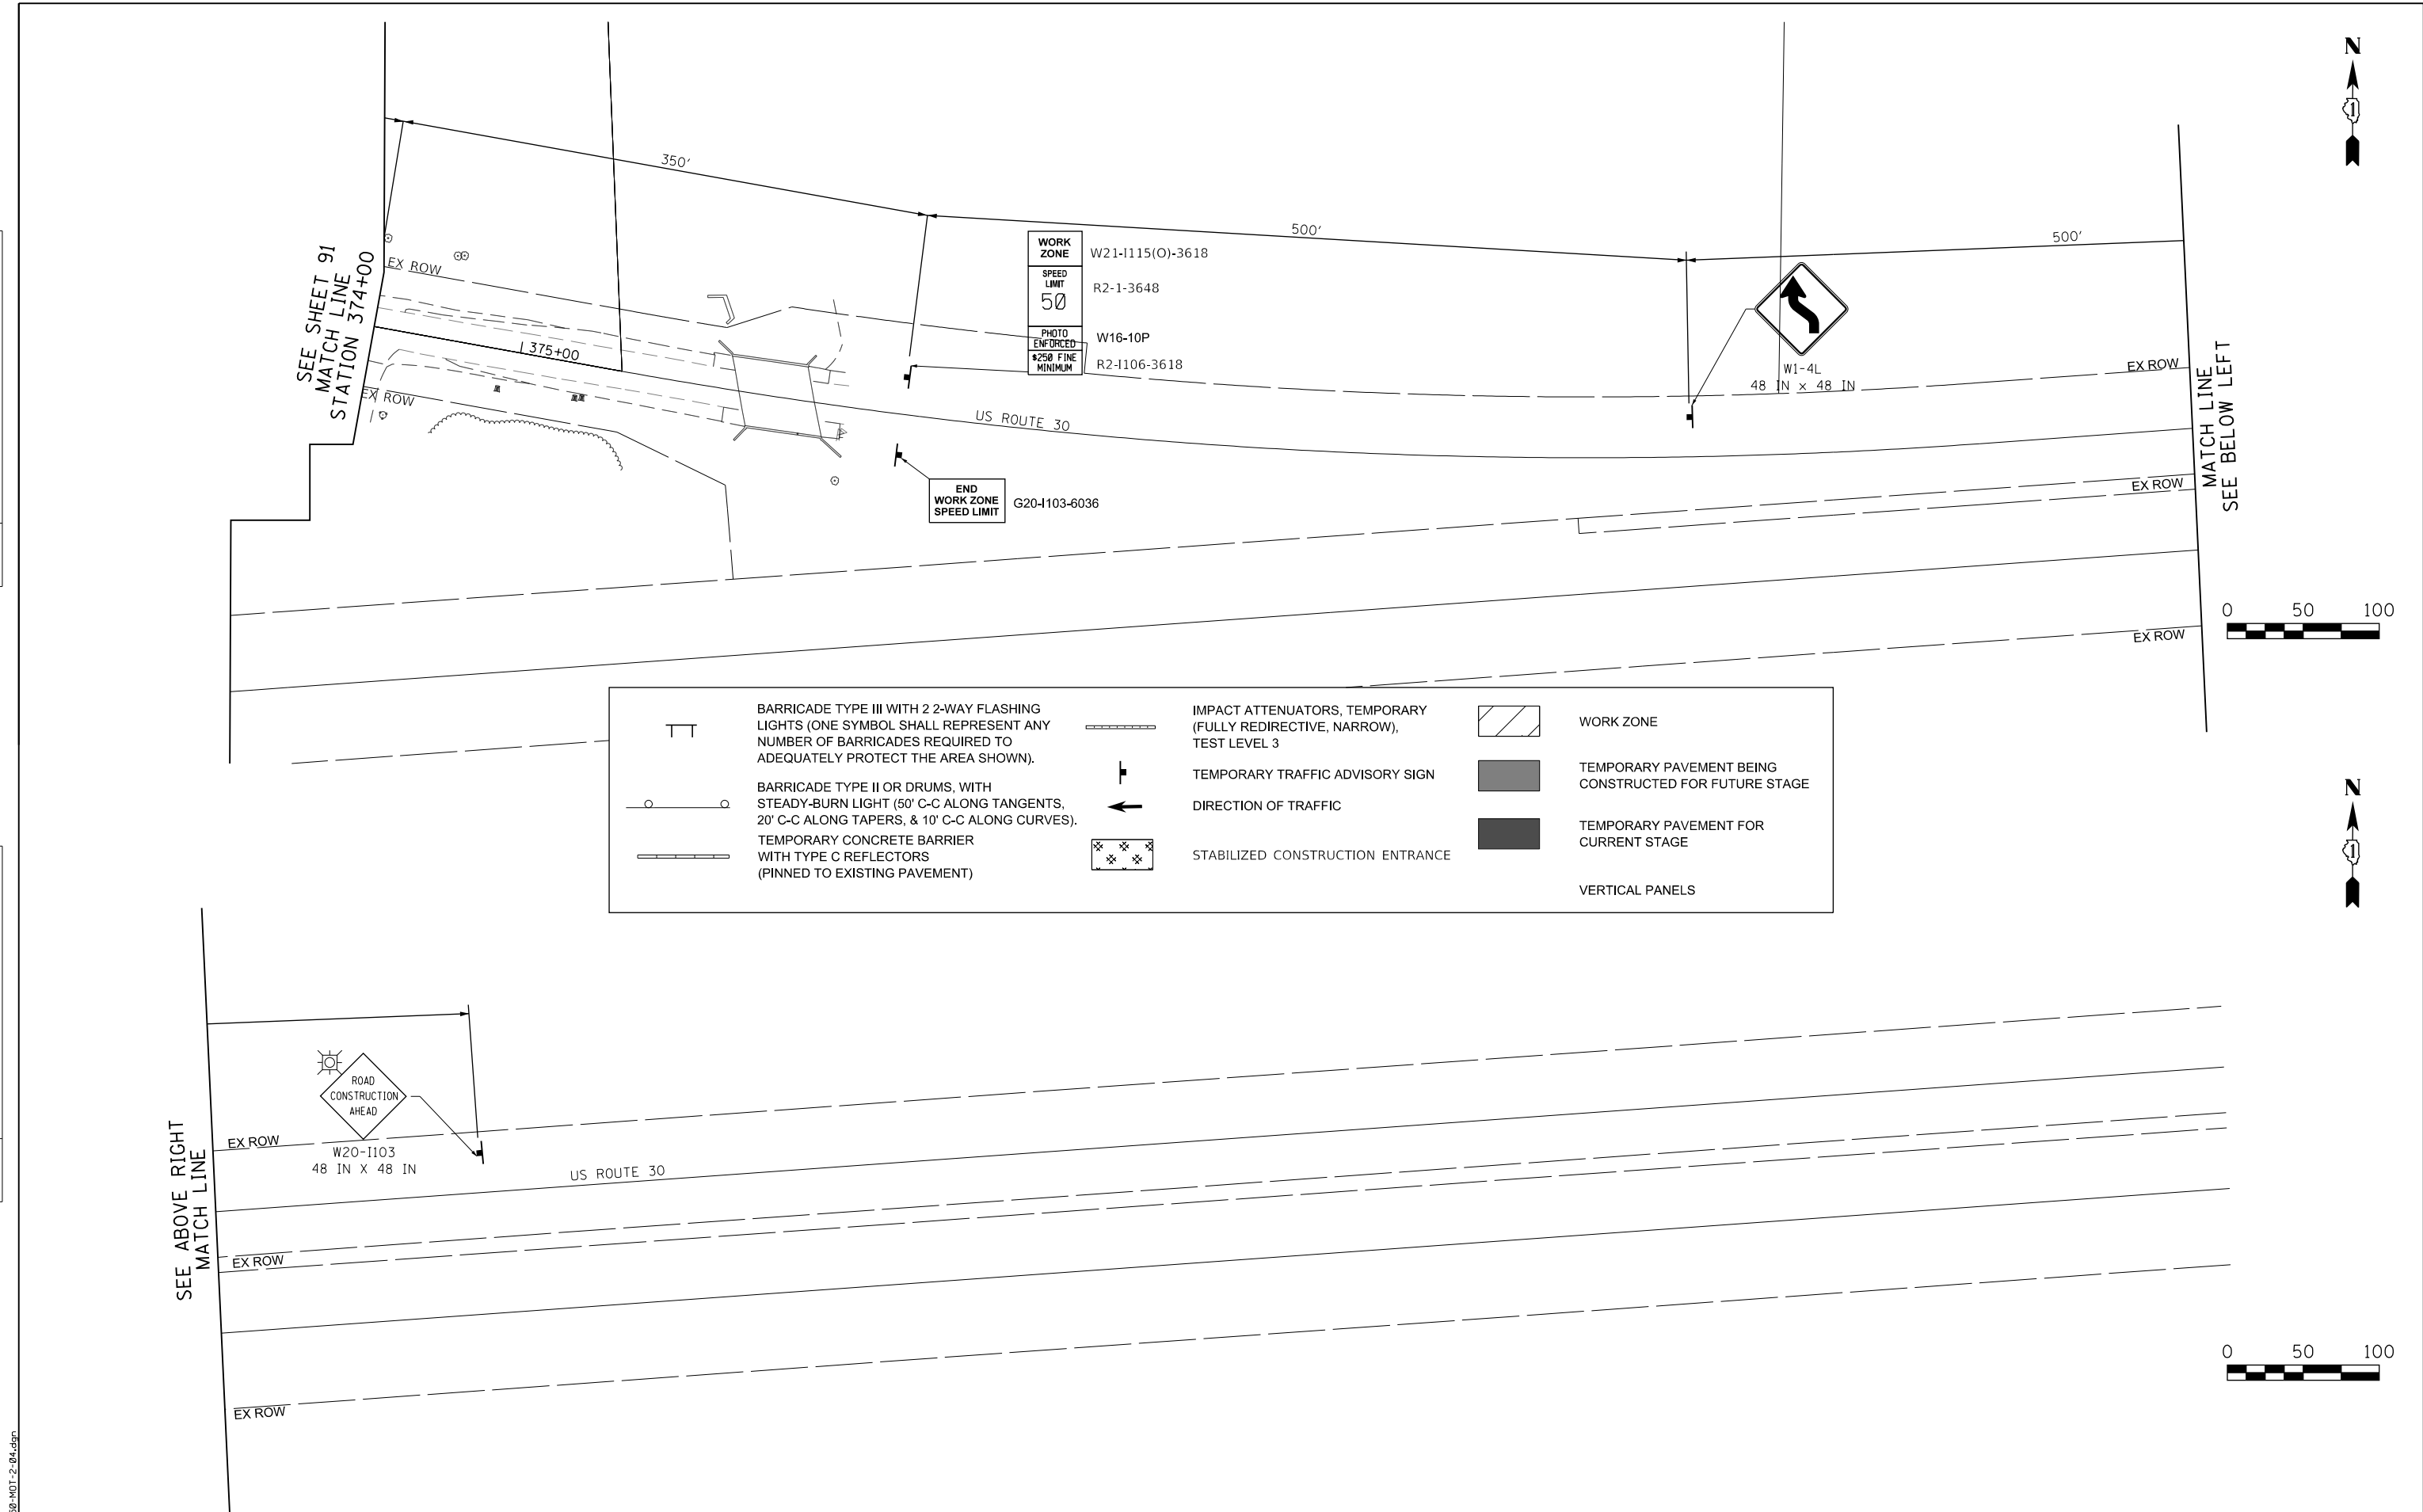 N
1
350'
500'
500'
SEE SHEET 91
MATCH LINE
STATION 374+00
EX ROW
375+00
EX ROW
WORK
ZONE
W21-I115(O)-3618
SPEED
LIMIT
50
R2-1-3648
PHOTO
ENFORCED
W16-10P
$250 FINE
MINIMUM
R2-I106-3618
US ROUTE 30
END
WORK ZONE
SPEED LIMIT
G20-I103-6036
W1-4L
48 IN x 48 IN
EX ROW
EX ROW
EX ROW
MATCH LINE
SEE BELOW LEFT
0 50 100
BARRICADE TYPE III WITH 2 2-WAY FLASHING
LIGHTS (ONE SYMBOL SHALL REPRESENT ANY
NUMBER OF BARRICADES REQUIRED TO
ADEQUATELY PROTECT THE AREA SHOWN).
BARRICADE TYPE II OR DRUMS, WITH
STEADY-BURN LIGHT (50' C-C ALONG TANGENTS,
20' C-C ALONG TAPERS, & 10' C-C ALONG CURVES).
TEMPORARY CONCRETE BARRIER
WITH TYPE C REFLECTORS
(PINNED TO EXISTING PAVEMENT)
IMPACT ATTENUATORS, TEMPORARY
(FULLY REDIRECTIVE, NARROW),
TEST LEVEL 3
TEMPORARY TRAFFIC ADVISORY SIGN
DIRECTION OF TRAFFIC
STABILIZED CONSTRUCTION ENTRANCE
WORK ZONE
TEMPORARY PAVEMENT BEING
CONSTRUCTED FOR FUTURE STAGE
TEMPORARY PAVEMENT FOR
CURRENT STAGE
VERTICAL PANELS
N
1
SEE ABOVE RIGHT
MATCH LINE
ROAD
CONSTRUCTION
AHEAD
W20-I103
48 IN X 48 IN
EX ROW
US ROUTE 30
EX ROW
EX ROW
0 50 100
60-MOT-2-04.dgn